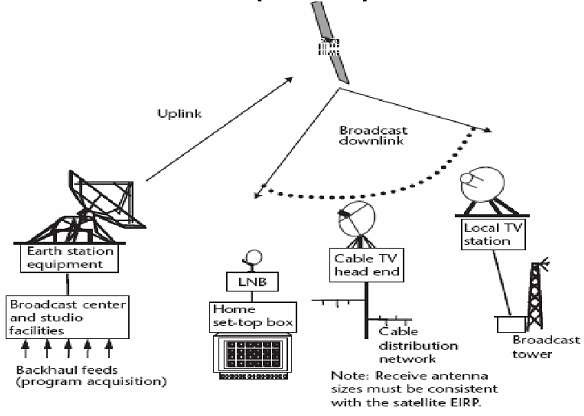 Uplink
Broadcast
downlink
Earth station
equipment
Broadcast center
and studio
facilities
Backhaul feeds
(program acquisition)
LNB
Home
set-top box
Cable TV
head end
Cable
distribution
network
Local TV
station
Broadcast
tower
Note: Receive antenna
sizes must be consistent
with the satellite EIRP.